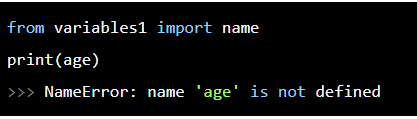 from variables1 import name
print(age)
>>> NameError: name 'age' is not defined